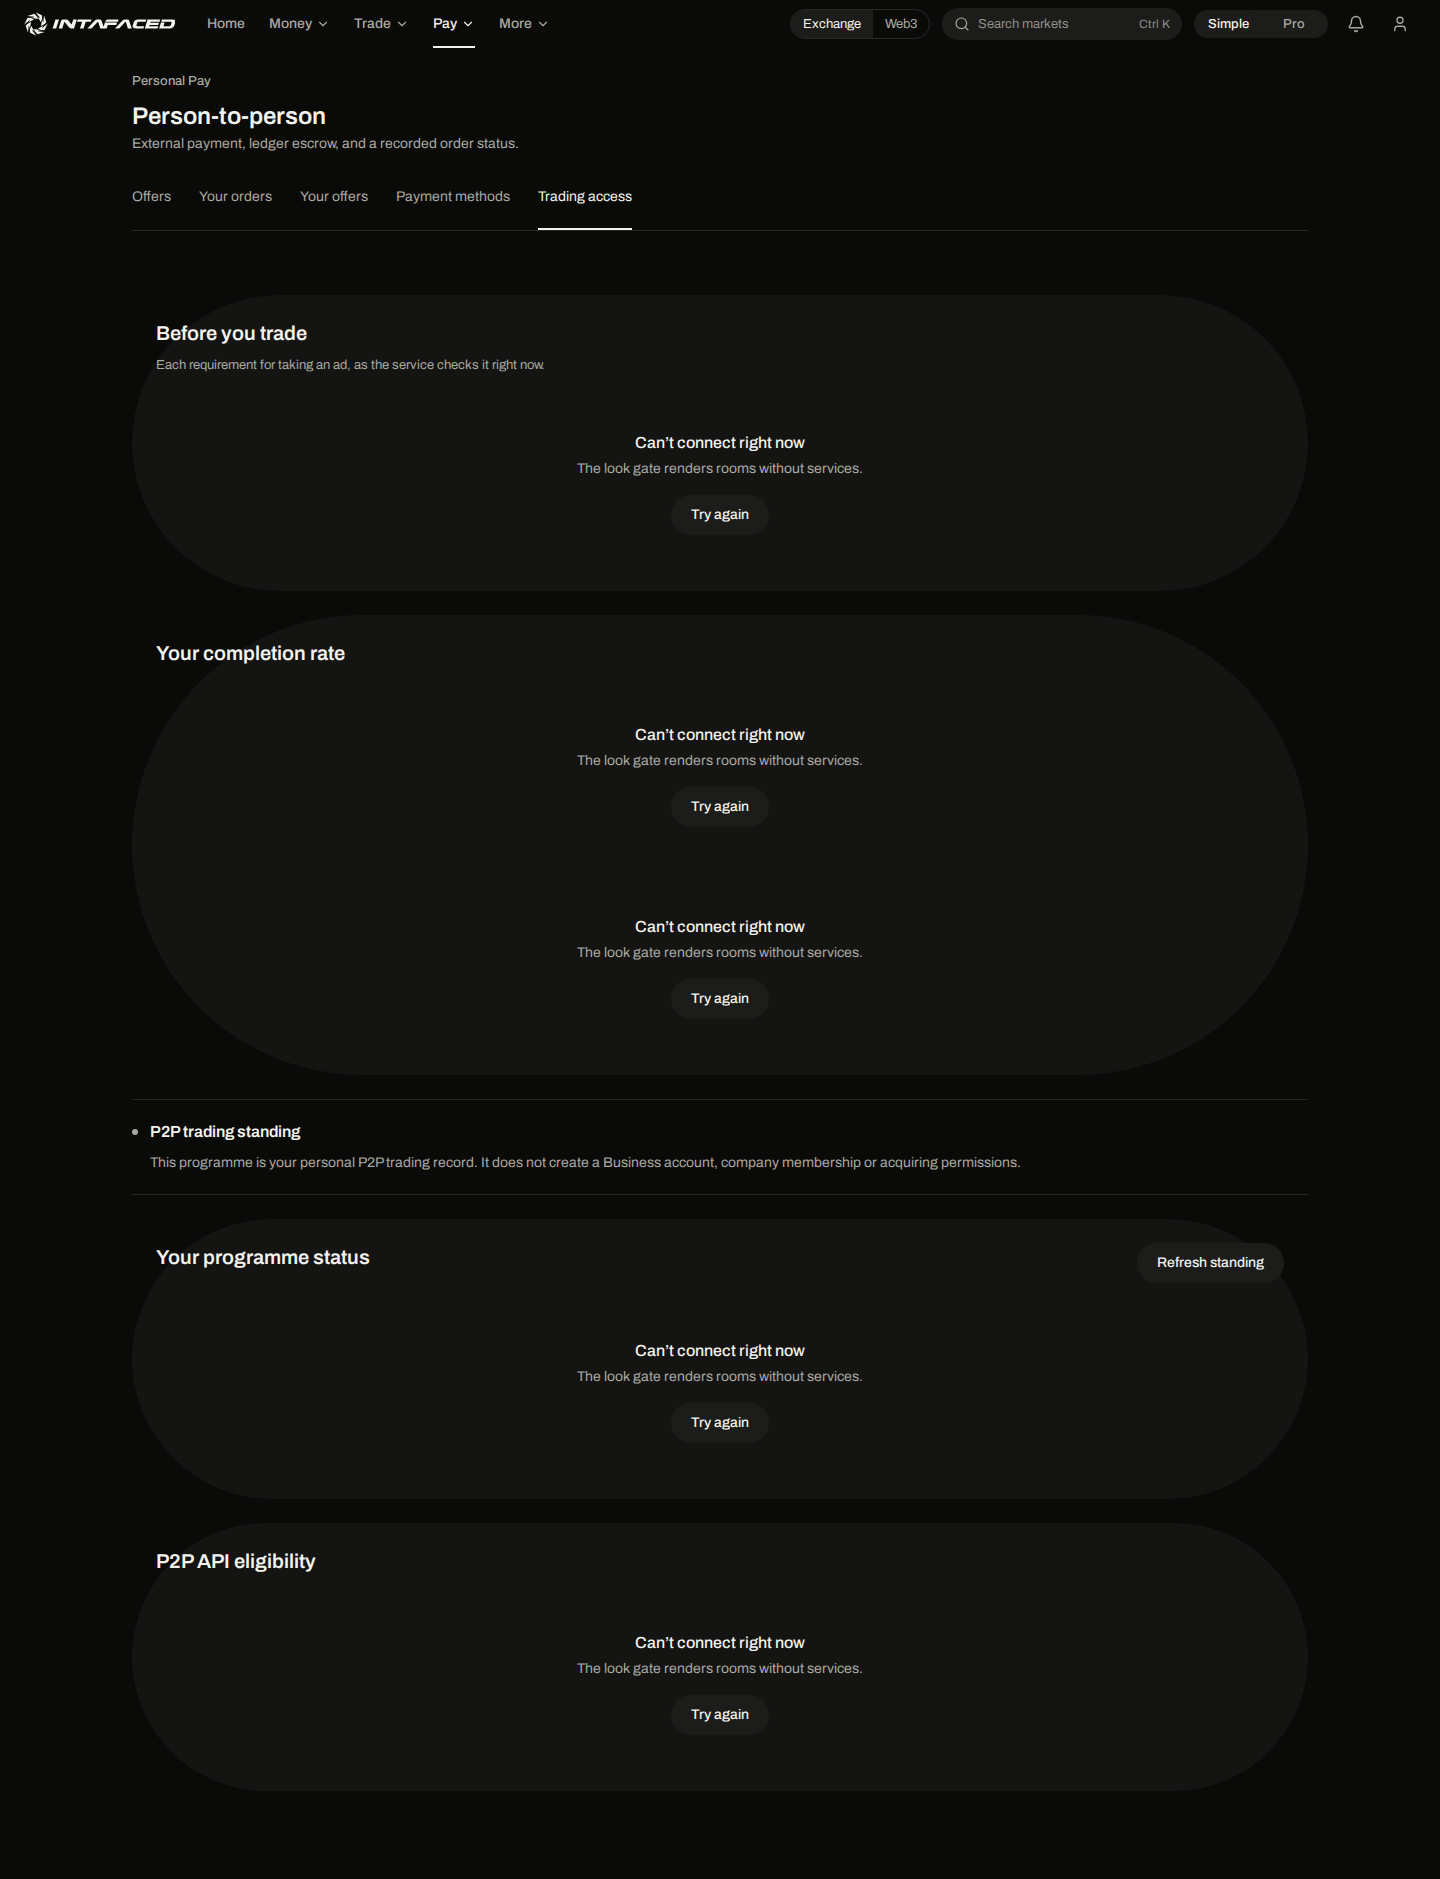 INTAFACED
Home Money Trade Pay More Exchange Web3 Search markets Ctrl K Simple Pro
Personal Pay
Person-to-person
External payment, ledger escrow, and a recorded order status.
Offers Your orders Your offers Payment methods Trading access
Before you trade
Each requirement for taking an ad, as the service checks it right now.
Can’t connect right now
The look gate renders rooms without services.
Try again
Your completion rate
Can’t connect right now
The look gate renders rooms without services.
Try again
Can’t connect right now
The look gate renders rooms without services.
Try again
P2P trading standing
This programme is your personal P2P trading record. It does not create a Business account, company membership or acquiring permissions.
Your programme status
Refresh standing
Can’t connect right now
The look gate renders rooms without services.
Try again
P2P API eligibility
Can’t connect right now
The look gate renders rooms without services.
Try again